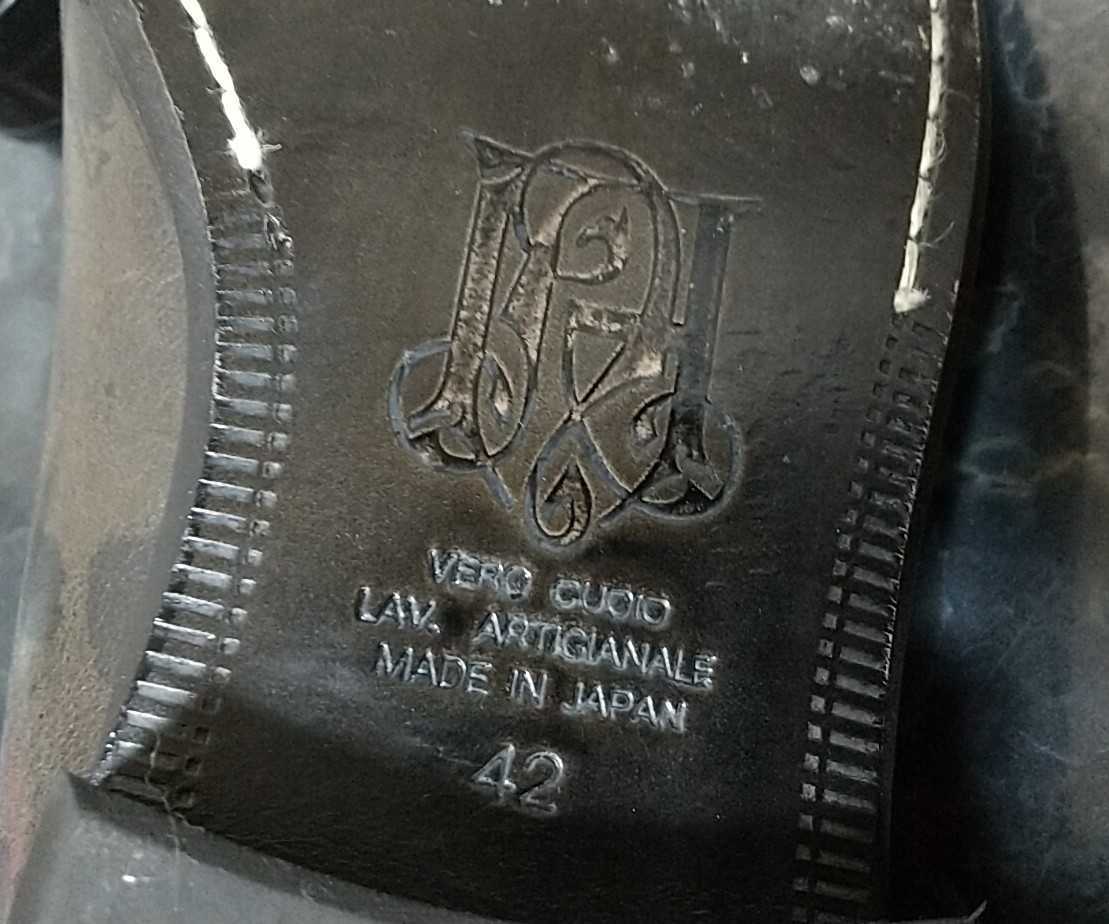 VERO CUOIO
LAV. ARTIGIANALE
MADE IN JAPAN
42